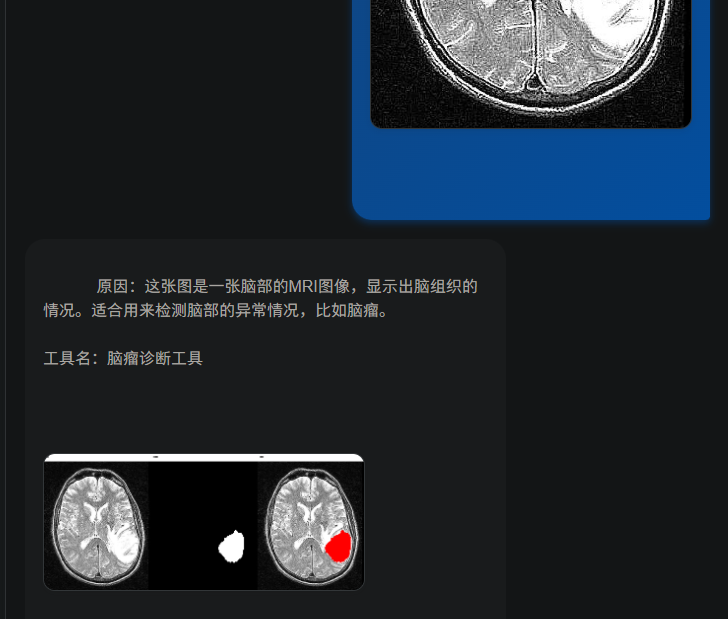 原因：这张图是一张脑部的MRI图像，显示出脑组织的
情况。适合用来检测脑部的异常情况，比如脑瘤。
工具名：脑瘤诊断工具